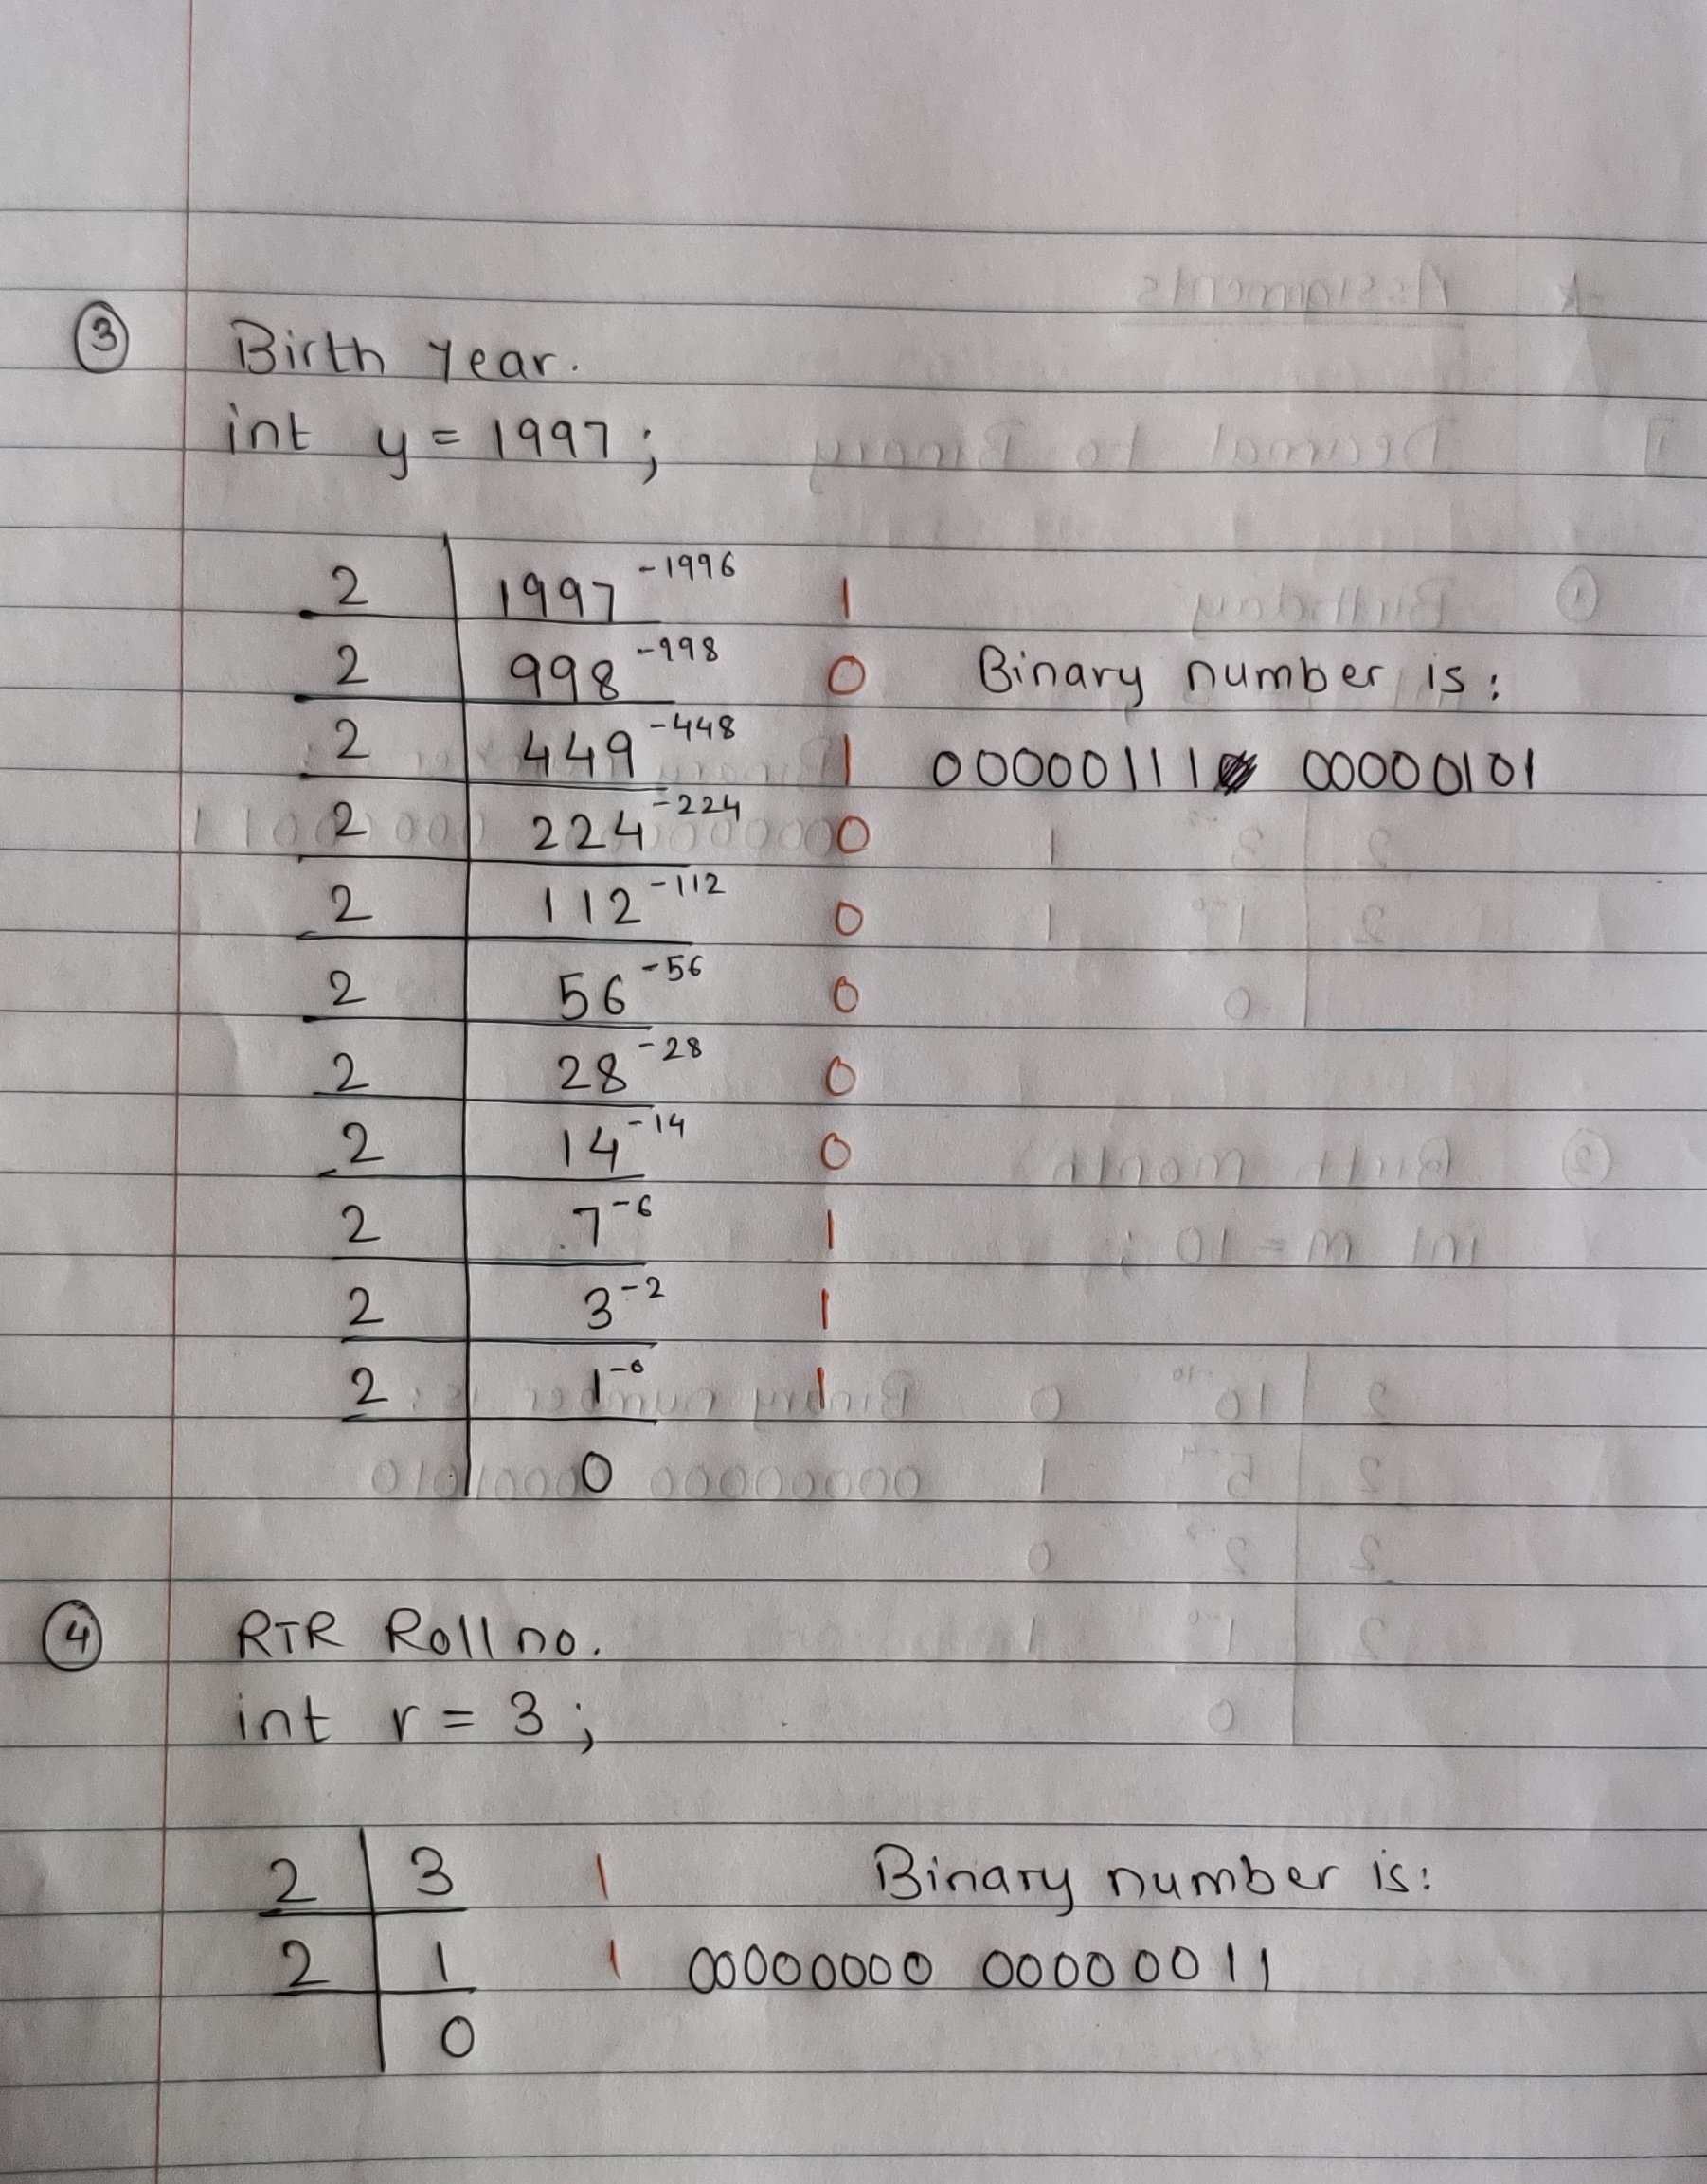 ③ Birth Year.
int y = 1997;
2 1997 -1996 1
2 998 -998 0 Binary number is:
2 449 -448 1 00000111 00000101
2 224 -224 0
2 112 -112 0
2 56 -56 0
2 28 -28 0
2 14 -14 0
2 7 -6 1
2 3 -2 1
2 1 -0 1
0
④ RTR Roll no.
int r = 3;
2 3 1 Binary number is:
2 1 1 00000000 00000011
0